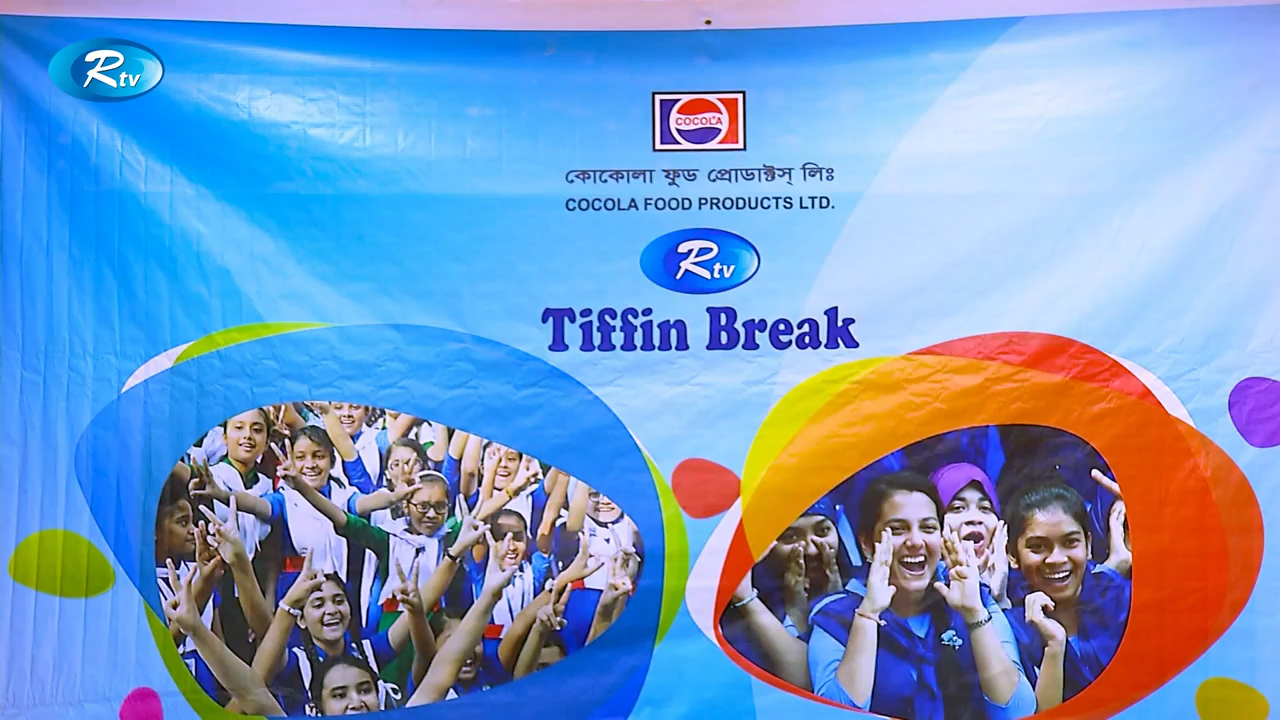 Rtv
COCOLA
কোকোলা ফুড প্রোডাক্টস্ লিঃ
COCOLA FOOD PRODUCTS LTD.
Rtv
Tiffin Break